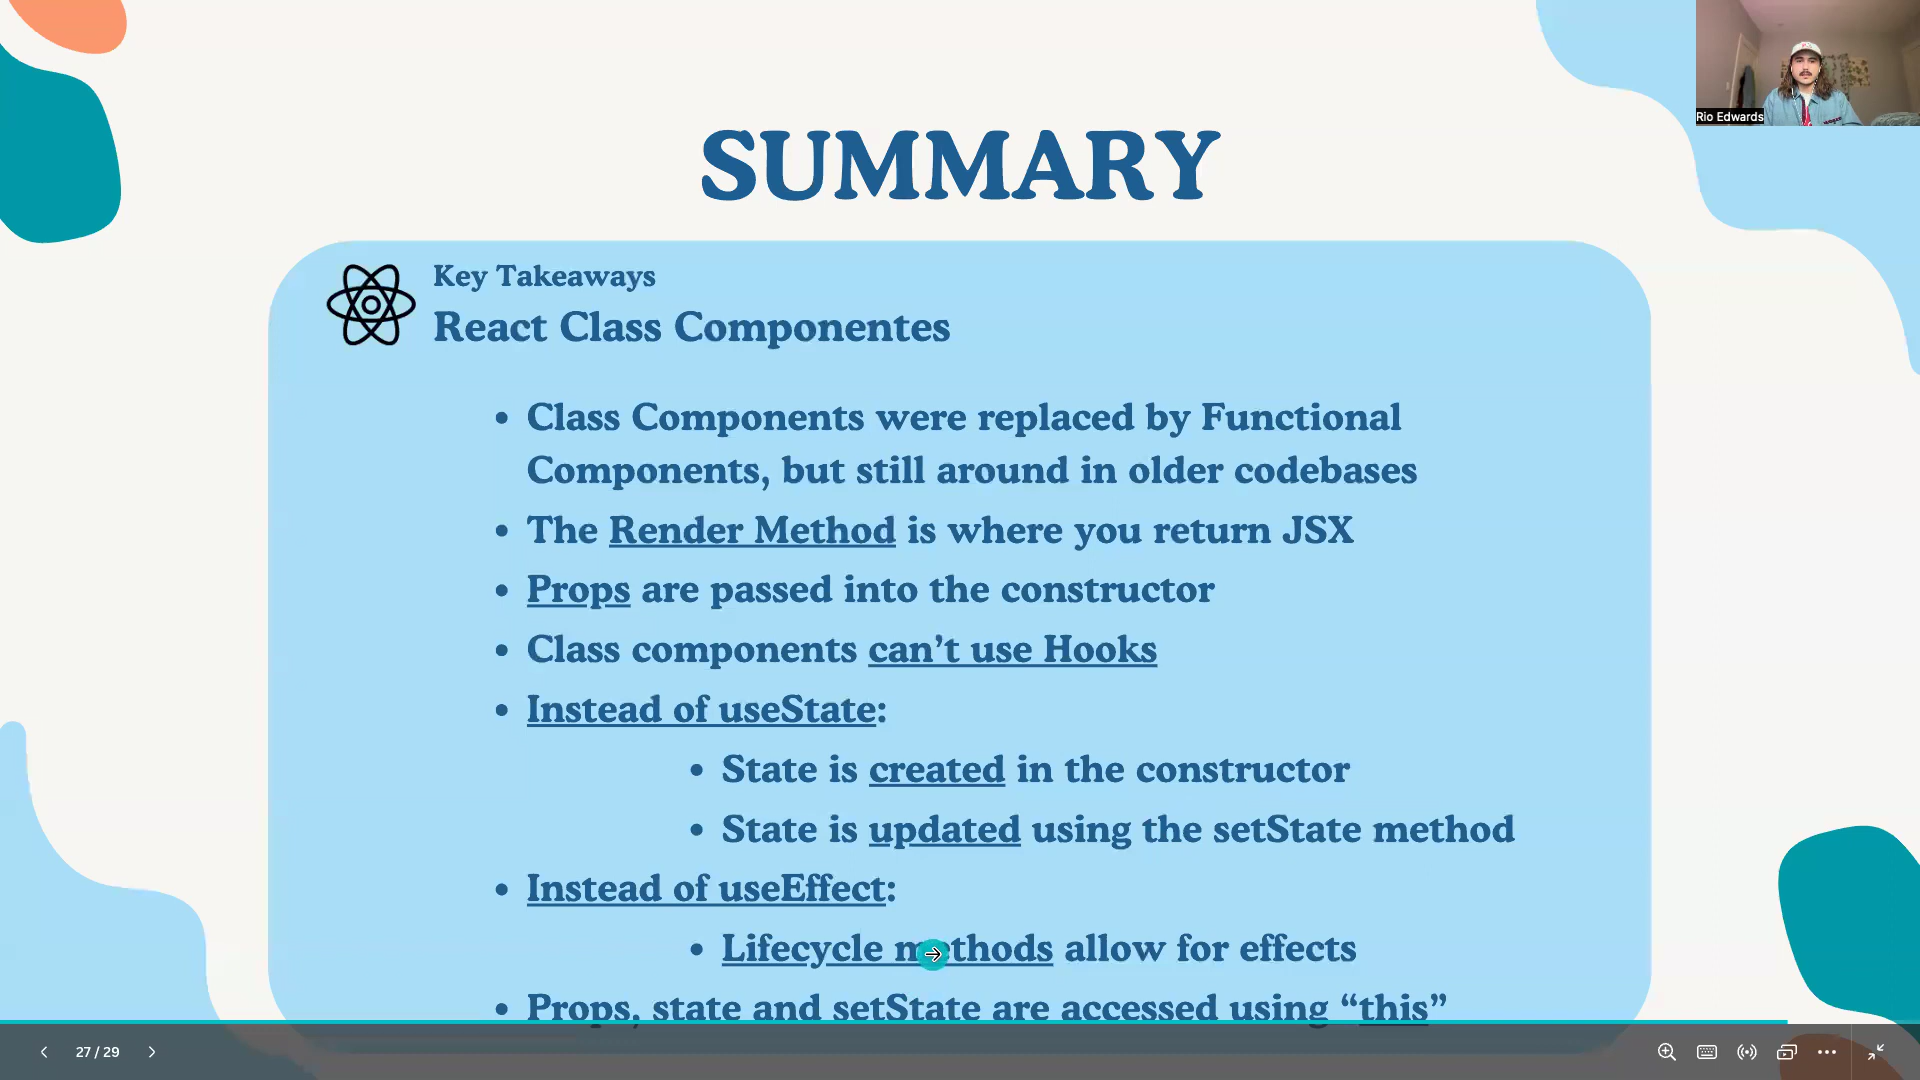 Rio Edwards
SUMMARY
Key Takeaways
React Class Componentes
• Class Components were replaced by Functional
Components, but still around in older codebases
• The Render Method is where you return JSX
• Props are passed into the constructor
• Class components can’t use Hooks
• Instead of useState:
• State is created in the constructor
• State is updated using the setState method
• Instead of useEffect:
• Lifecycle methods allow for effects
• Props, state and setState are accessed using “this”
27 / 29